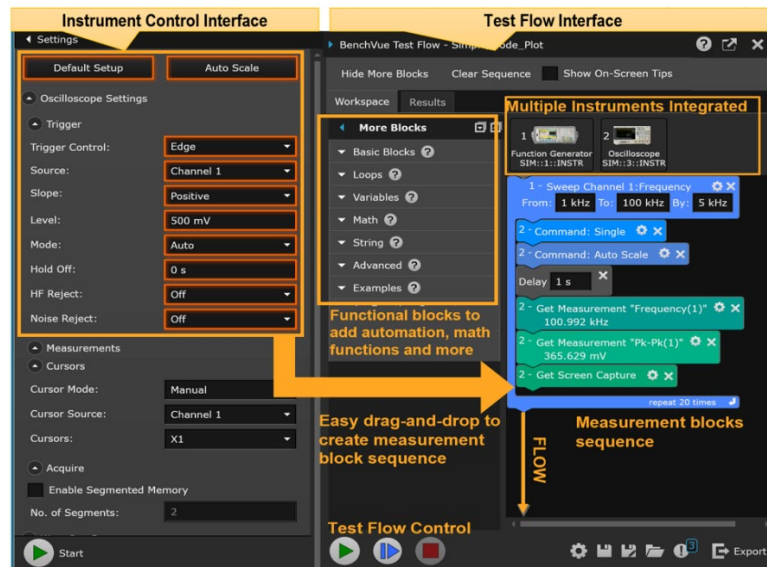 Instrument Control Interface
Test Flow Interface
Settings
Default Setup
Auto Scale
Oscilloscope Settings
Trigger
Trigger Control: Edge
Source: Channel 1
Slope: Positive
Level: 500 mV
Mode: Auto
Hold Off: 0 s
HF Reject: Off
Noise Reject: Off
Measurements
Cursors
Cursor Mode: Manual
Cursor Source: Channel 1
Cursors: X1
Acquire
Enable Segmented Memory
No. of Segments: 2
Start
BenchVue Test Flow -
Hide More Blocks
Clear Sequence
Show On-Screen Tips
Workspace
Results
Multiple Instruments Integrated
More Blocks
Basic Blocks ?
Loops ?
Variables ?
Math ?
String ?
Advanced ?
Examples ?
1
Function Generator
SIM::1::INSTR
2
Oscilloscope
SIM::3::INSTR
1 - Sweep Channel 1:Frequency
From: 1 kHz To: 100 kHz By: 5 kHz
2 - Command: Single
2 - Command: Auto Scale
Delay 1 s
2 - Get Measurement "Frequency(1)"
100.992 kHz
2 - Get Measurement "Pk-Pk(1)"
365.629 mV
2 - Get Screen Capture
repeat 20 times
Functional blocks to
add automation, math
functions and more
Easy drag-and-drop to
create measurement
block sequence
FLOW
Measurement blocks
sequence
Test Flow Control
3
Export